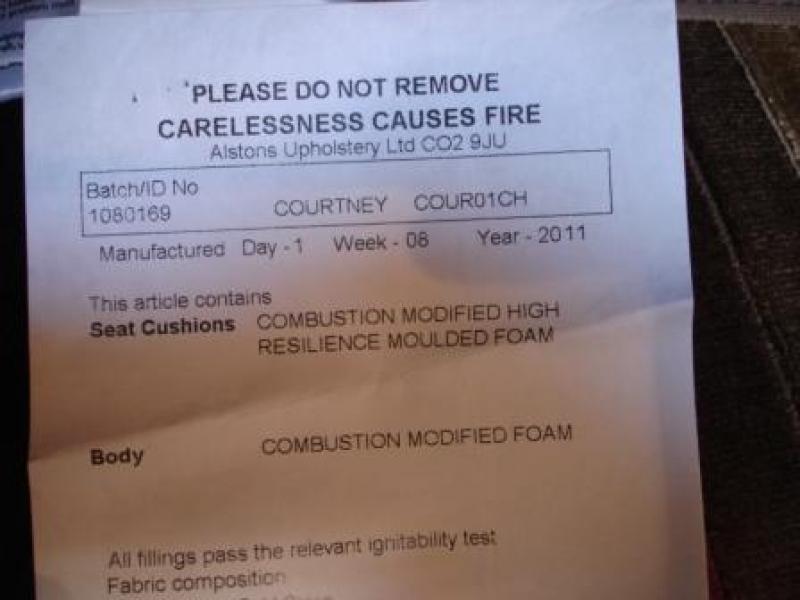 PLEASE DO NOT REMOVE
CARELESSNESS CAUSES FIRE
Alstons Upholstery Ltd CO2 9JU
Batch/ID No
1080169 COURTNEY COUR01CH
Manufactured Day - 1 Week - 08 Year - 2011
This article contains
Seat Cushions COMBUSTION MODIFIED HIGH
RESILIENCE MOULDED FOAM
Body COMBUSTION MODIFIED FOAM
All fillings pass the relevant ignitability test
Fabric composition